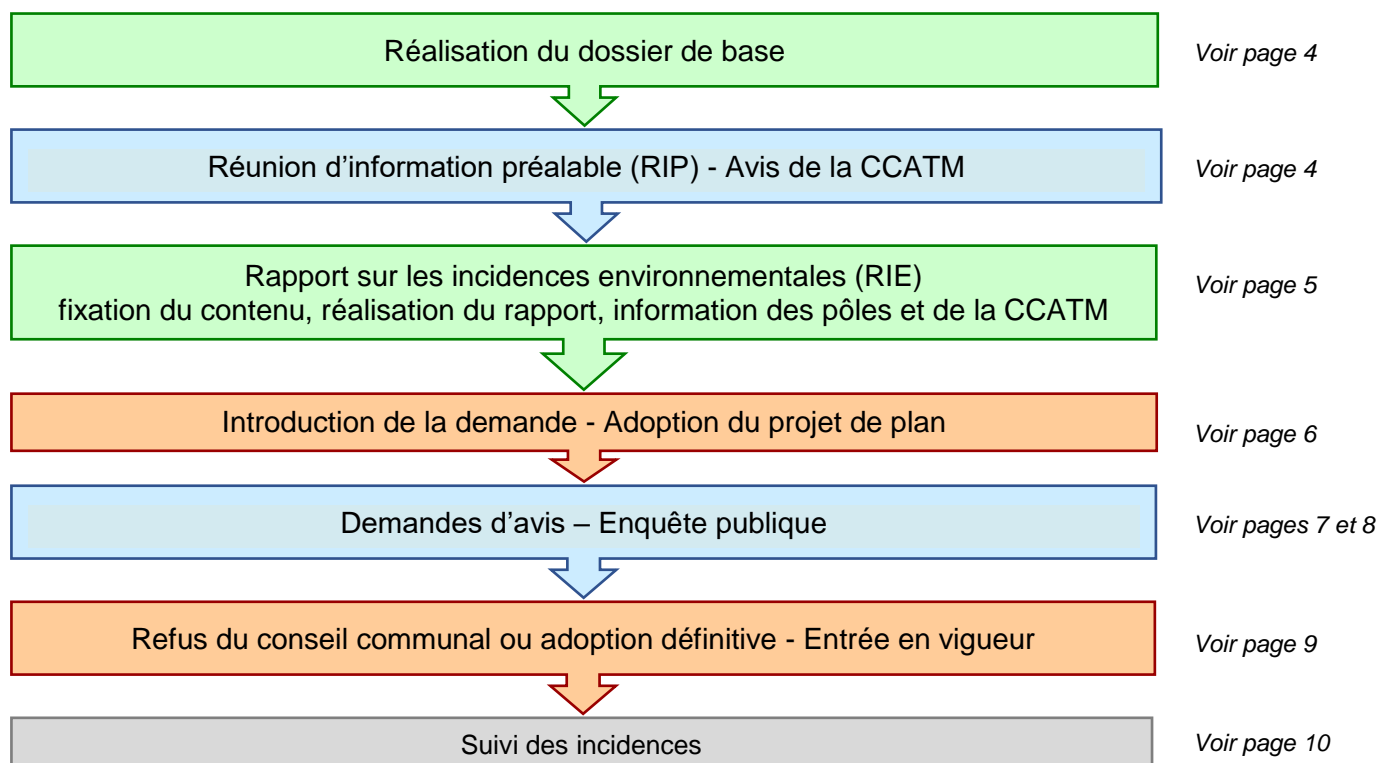 Réalisation du dossier de base
Voir page 4
Réunion d’information préalable (RIP) - Avis de la CCATM
Voir page 4
Rapport sur les incidences environnementales (RIE)
fixation du contenu, réalisation du rapport, information des pôles et de la CCATM
Voir page 5
Introduction de la demande - Adoption du projet de plan
Voir page 6
Demandes d’avis – Enquête publique
Voir pages 7 et 8
Refus du conseil communal ou adoption définitive - Entrée en vigueur
Voir page 9
Suivi des incidences
Voir page 10